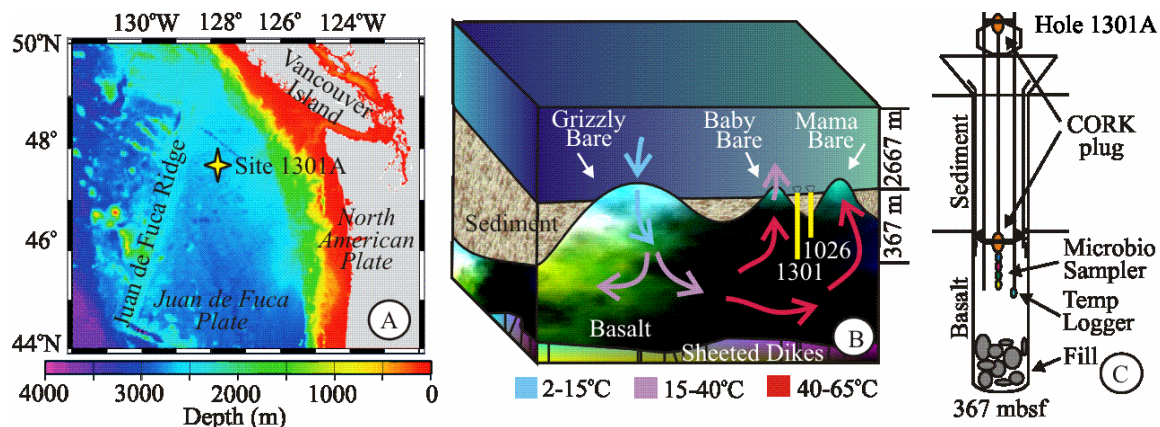 130°W 128° 126° 124°W
50°N
48°
46°
44°N
Vancouver
Island
Site 1301A
Juan de Fuca Ridge
North
American
Plate
Juan de Fuca
Plate
A
4000 3000 2000 1000 0
Depth (m)
Grizzly
Bare
Baby
Bare
Mama
Bare
Sediment
1026
1301
Basalt
Sheeted Dikes
B
2667 m
367 m
2-15°C 15-40°C 40-65°C
Hole 1301A
CORK
plug
Sediment
Microbio
Sampler
Basalt
Temp
Logger
Fill
C
367 mbsf